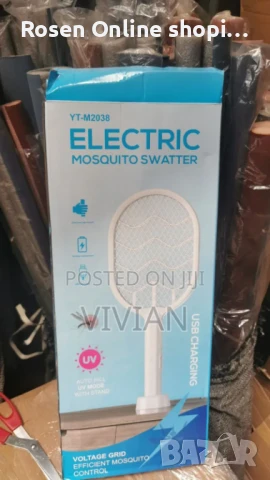 Rosen Online shopi...
YT-M2038
ELECTRIC
MOSQUITO SWATTER
POSTED ON JIJI
VIVIAN
USB CHARGING
UV
VOLTAGE GRID
EFFICIENT MOSQUITO
CONTROL
BAZAR